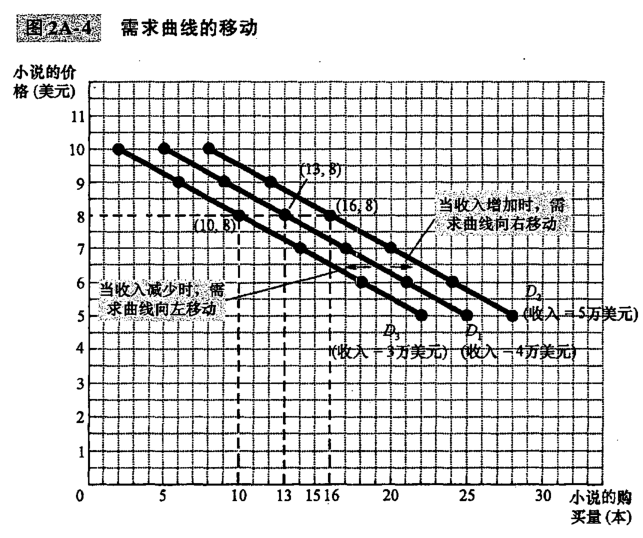 图 2A-4 需求曲线的移动
小说的价
格 (美元)
11
10
9
8
7
6
5
4
3
2
1
0
(13, 8)
(16, 8)
(10, 8)
当收入增加时，需
求曲线向右移动
当收入减少时，需
求曲线向左移动
D₂
(收入 = 5万美元)
D₃
(收入 = 3万美元)
D₁
(收入 = 4万美元)
5
10
13
15
16
20
25
30
小说的购
买量 (本)